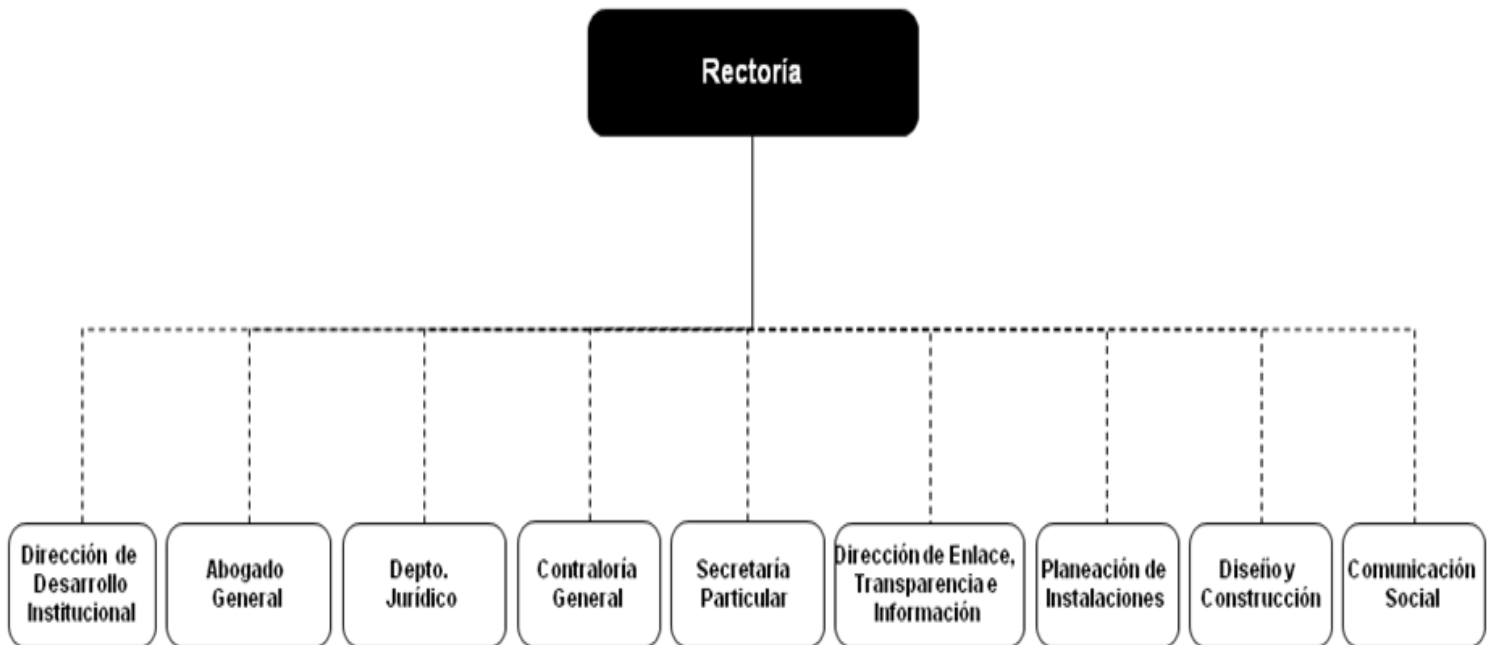 Rectoría
Dirección de
Desarrollo
Institucional
Abogado
General
Depto.
Jurídico
Contraloría
General
Secretaría
Particular
Dirección de Enlace,
Transparencia e
Información
Planeación de
Instalaciones
Diseño y
Construcción
Comunicación
Social